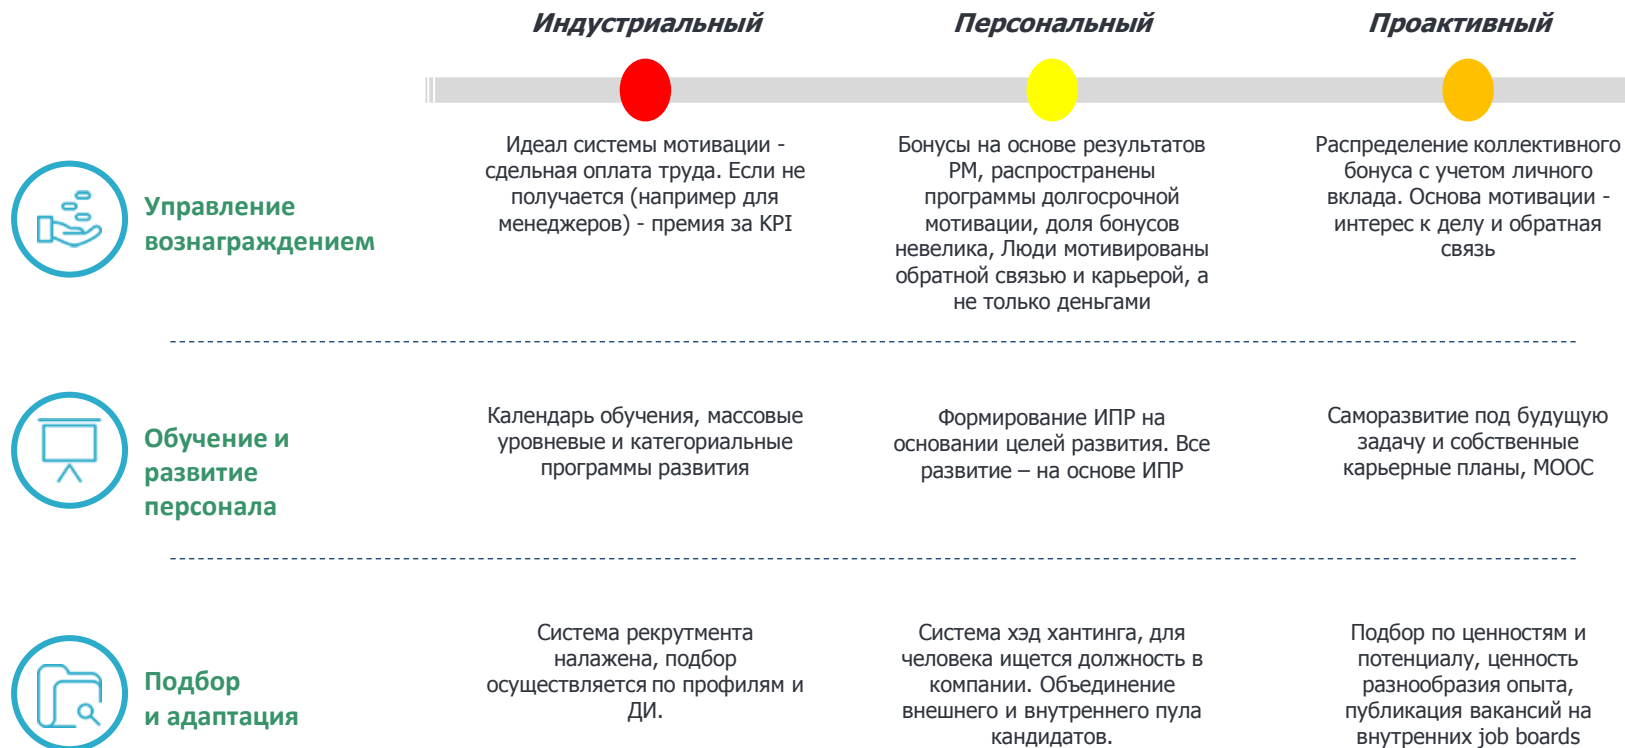 Индустриальный
Персональный
Проактивный
Управление
вознаграждением
Идеал системы мотивации -
сдельная оплата труда. Если не
получается (например для
менеджеров) - премия за KPI
Бонусы на основе результатов
PM, распространены
программы долгосрочной
мотивации, доля бонусов
невелика, Люди мотивированы
обратной связью и карьерой, а
не только деньгами
Распределение коллективного
бонуса с учетом личного
вклада. Основа мотивации -
интерес к делу и обратная
связь
Обучение и
развитие
персонала
Календарь обучения, массовые
уровневые и категориальные
программы развития
Формирование ИПР на
основании целей развития. Все
развитие – на основе ИПР
Саморазвитие под будущую
задачу и собственные
карьерные планы, MOOC
Подбор
и адаптация
Система рекрутмента
налажена, подбор
осуществляется по профилям и
ДИ.
Система хэд хантинга, для
человека ищется должность в
компании. Объединение
внешнего и внутреннего пула
кандидатов.
Подбор по ценностям и
потенциалу, ценность
разнообразия опыта,
публикация вакансий на
внутренних job boards